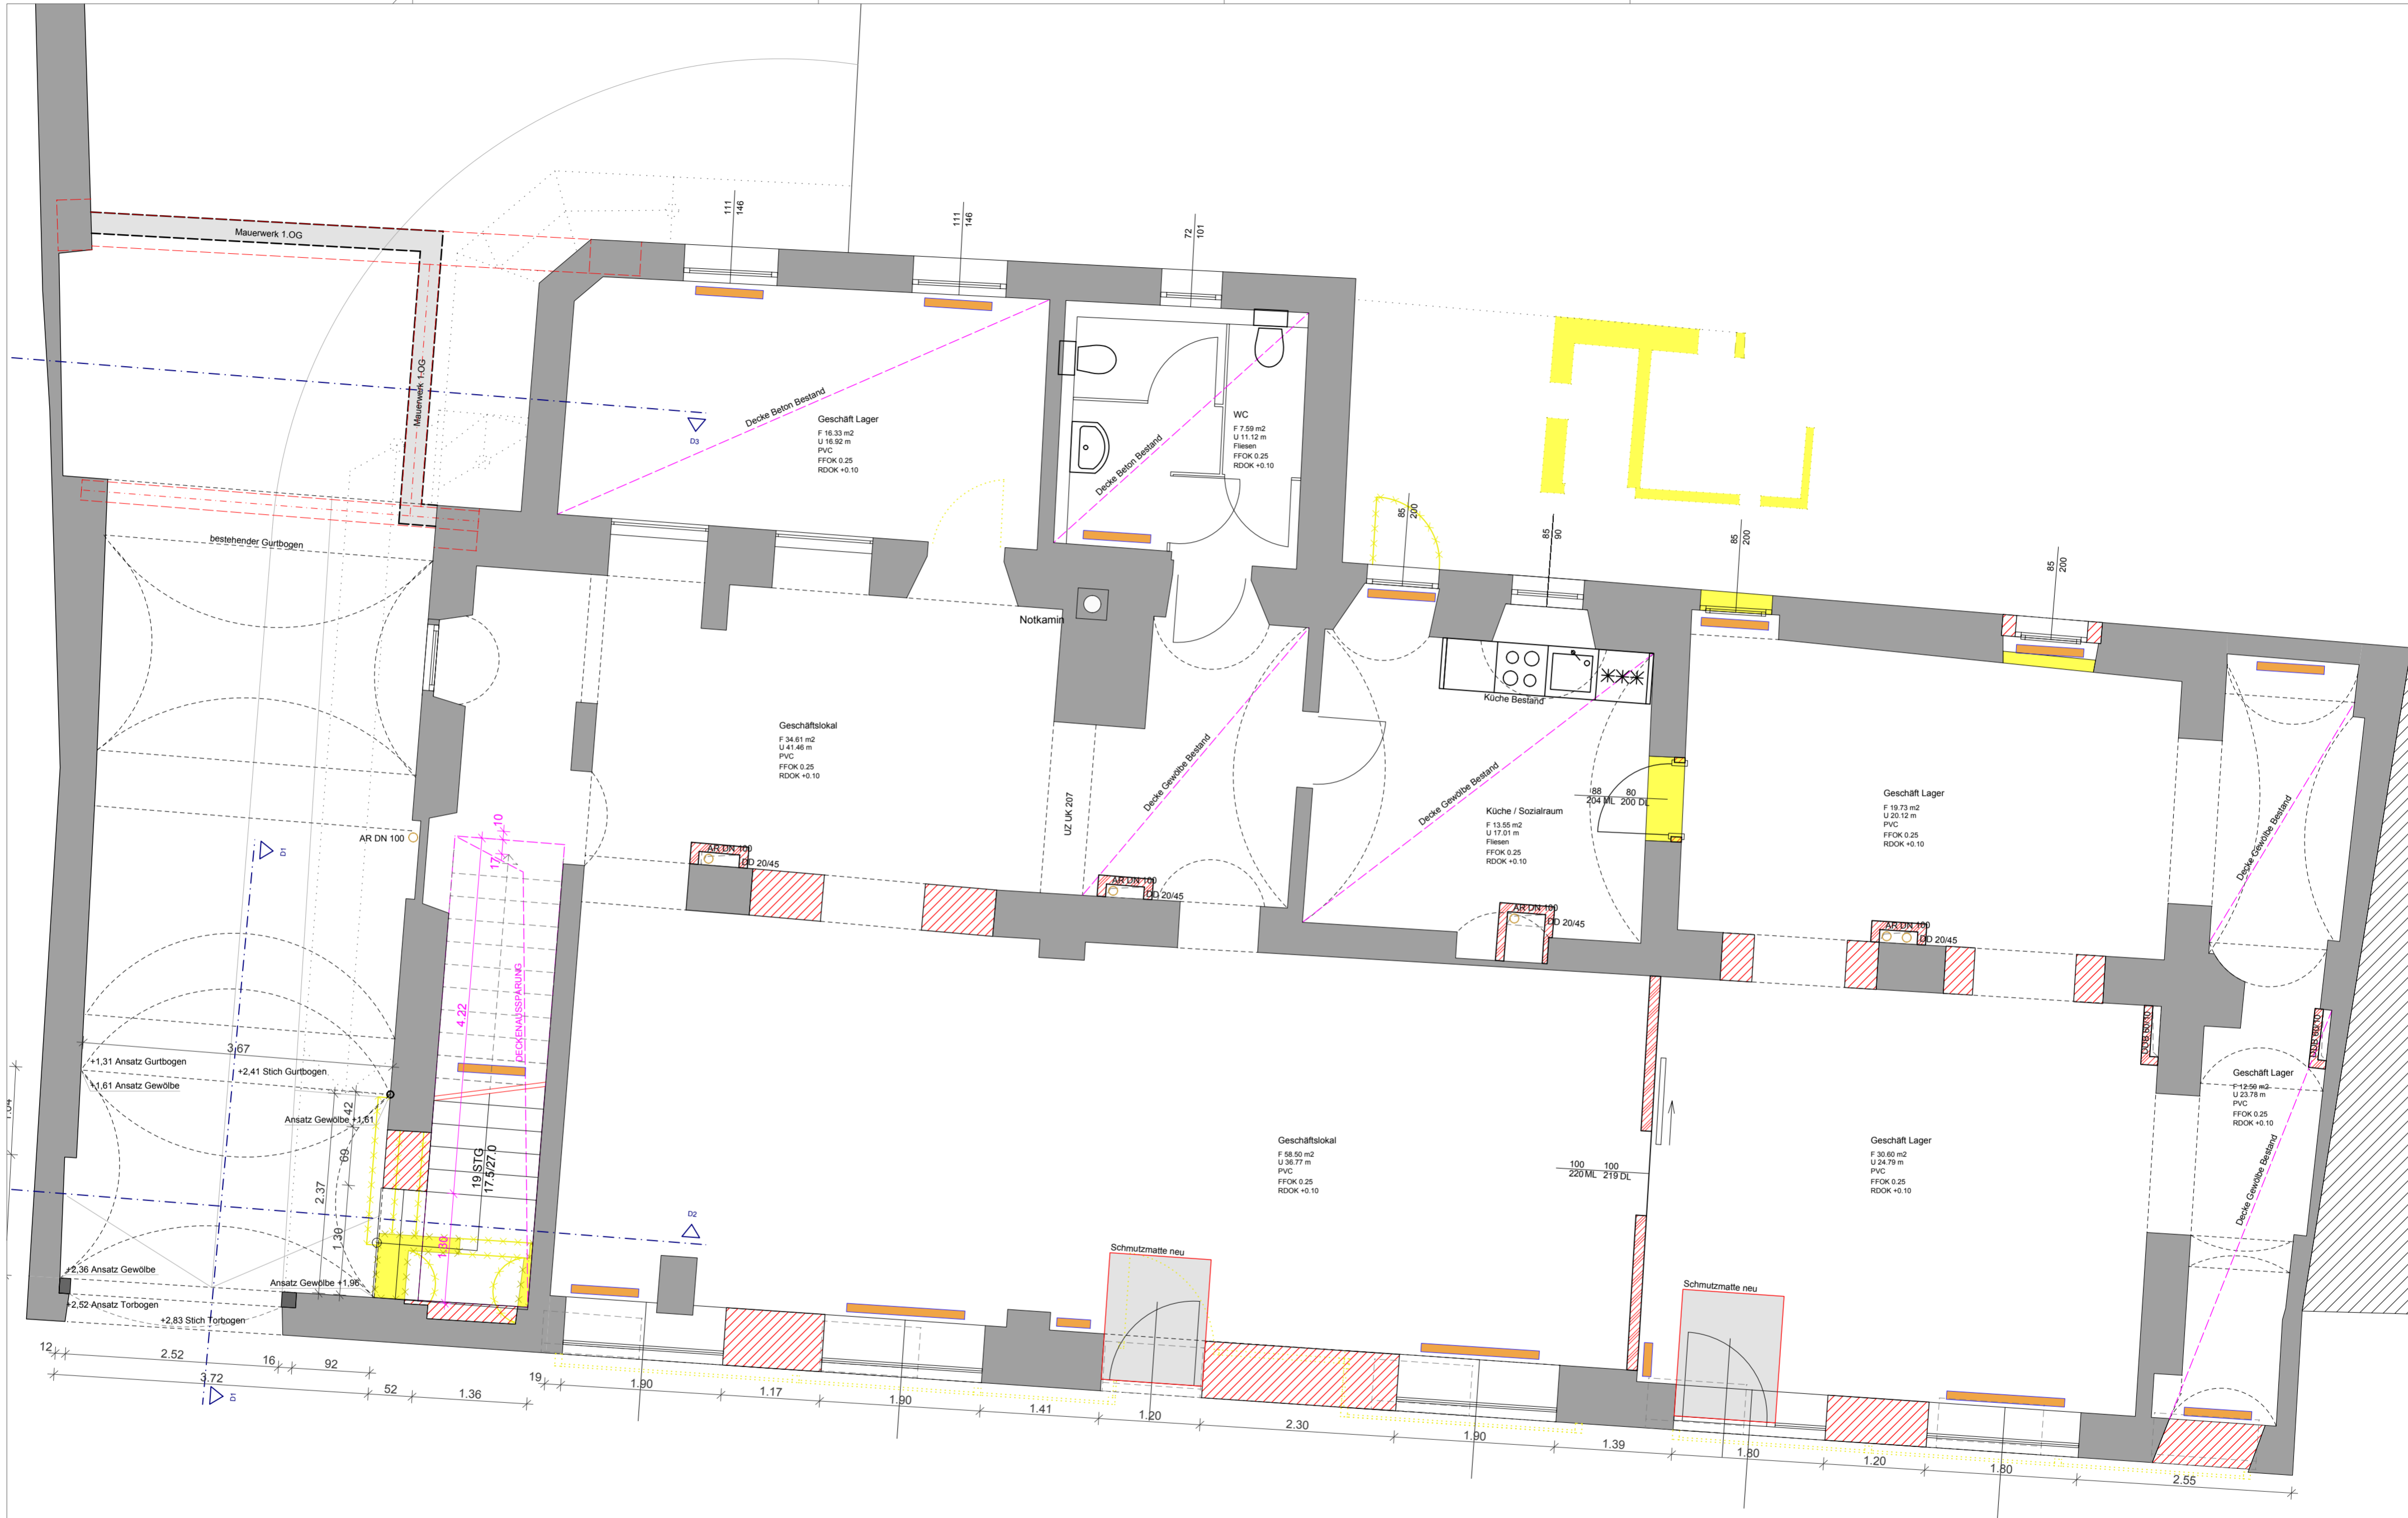 Mauerwerk 1.OG
Mauerwerk 1.OG
111
146
111
146
72
101
Decke Beton Bestand
Geschäft Lager
F 16.33 m2
U 16.92 m
PVC
FFOK 0.25
RDOK +0.10
D3
Decke Beton Bestand
WC
F 7.59 m2
U 11.12 m
Fliesen
FFOK 0.25
RDOK +0.10
85
200
85
90
85
200
85
200
bestehender Gurtbogen
Notkamin
Küche Bestand
Geschäftslokal
F 34.61 m2
U 41.46 m
PVC
FFOK 0.25
RDOK +0.10
UZ UK 207
Decke Gewölbe Bestand
Decke Gewölbe Bestand
88
204 ML
80
200 DL
Küche / Sozialraum
F 13.55 m2
U 17.01 m
Fliesen
FFOK 0.25
RDOK +0.10
Geschäft Lager
F 19.73 m2
U 20.12 m
PVC
FFOK 0.25
RDOK +0.10
Decke Gewölbe Bestand
AR DN 100
D1
10
17
AR DN 100
DD 20/45
AR DN 100
DD 20/45
AR DN 100
DD 20/45
AR DN 100
DD 20/45
4.22
DECKENAUSSPARUNG
3.67
+1,31 Ansatz Gurtbogen
+2,41 Stich Gurtbogen
+1,61 Ansatz Gewölbe
Ansatz Gewölbe +1,61
42
69
2.37
1.30
19 STG
17.5/27.0
1.30
D2
DDB 60/10
Geschäft Lager
F 12.50 m2
U 23.78 m
PVC
FFOK 0.25
RDOK +0.10
Decke Gewölbe Bestand
Geschäftslokal
F 58.50 m2
U 36.77 m
PVC
FFOK 0.25
RDOK +0.10
100
220 ML
100
219 DL
Geschäft Lager
F 30.60 m2
U 24.79 m
PVC
FFOK 0.25
RDOK +0.10
Schmutzmatte neu
Schmutzmatte neu
+2,36 Ansatz Gewölbe
Ansatz Gewölbe +1,96
+2,52 Ansatz Torbogen
+2,83 Stich Torbogen
12
2.52
16
92
3.72
52
1.36
D1
19
1.90
1.17
1.90
1.41
1.20
2.30
1.90
1.39
1.80
1.20
1.80
2.55